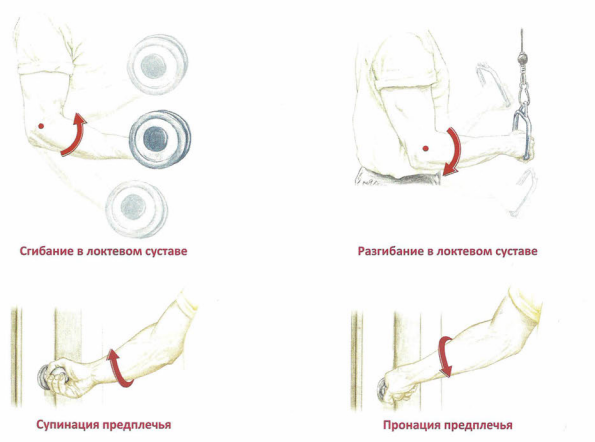 Сгибание в локтевом суставе
Разгибание в локтевом суставе
Супинация предплечья
Пронация предплечья